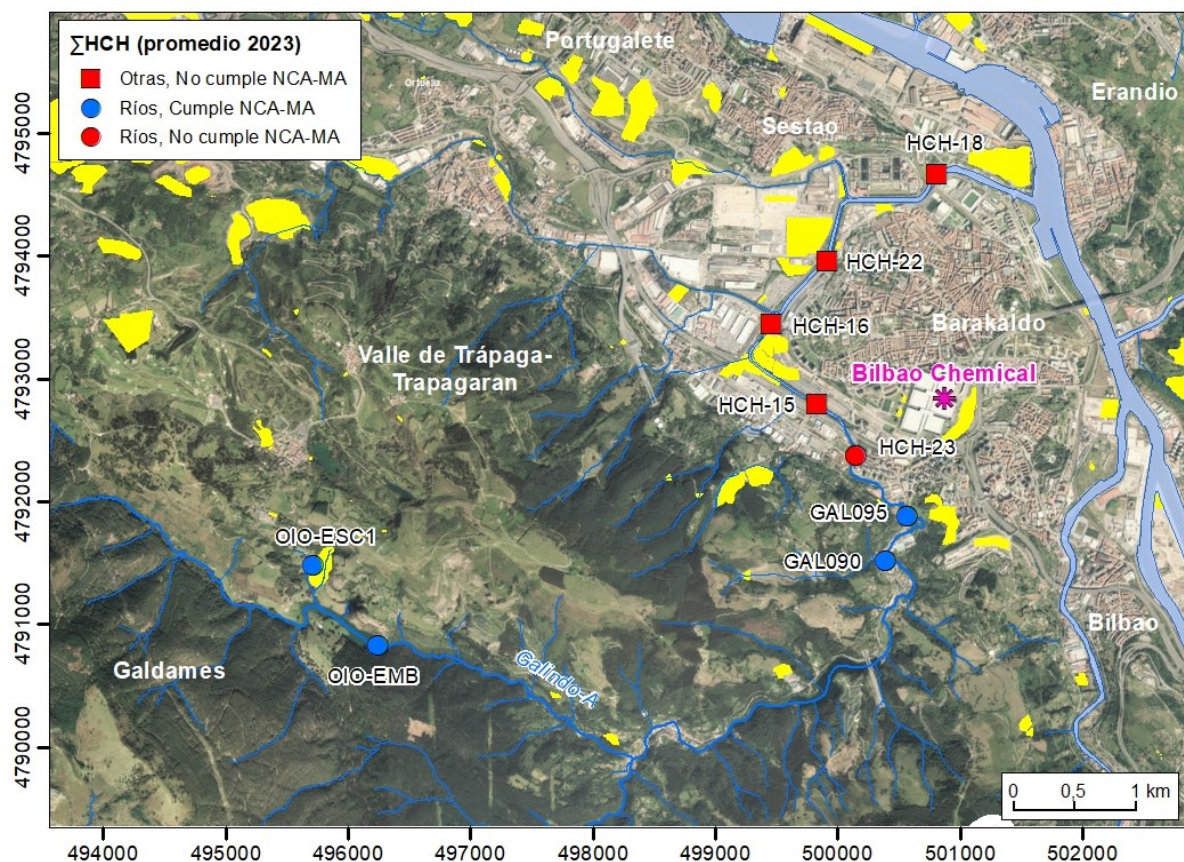 ∑HCH (promedio 2023)
Otras, No cumple NCA-MA
Ríos, Cumple NCA-MA
Ríos, No cumple NCA-MA
Portugalete
Ortuella
Erandio
Sestao
HCH-18
HCH-22
HCH-16
Barakaldo
Valle de Trápaga-
Trapagaran
Bilbao Chemical
HCH-15
HCH-23
GAL095
OIO-ESC1
GAL090
Bilbao
Galdames
OIO-EMB
Galindo-A
0 0,5 1 km
4795000
4794000
4793000
4792000
4791000
4790000
494000 495000 496000 497000 498000 499000 500000 501000 502000